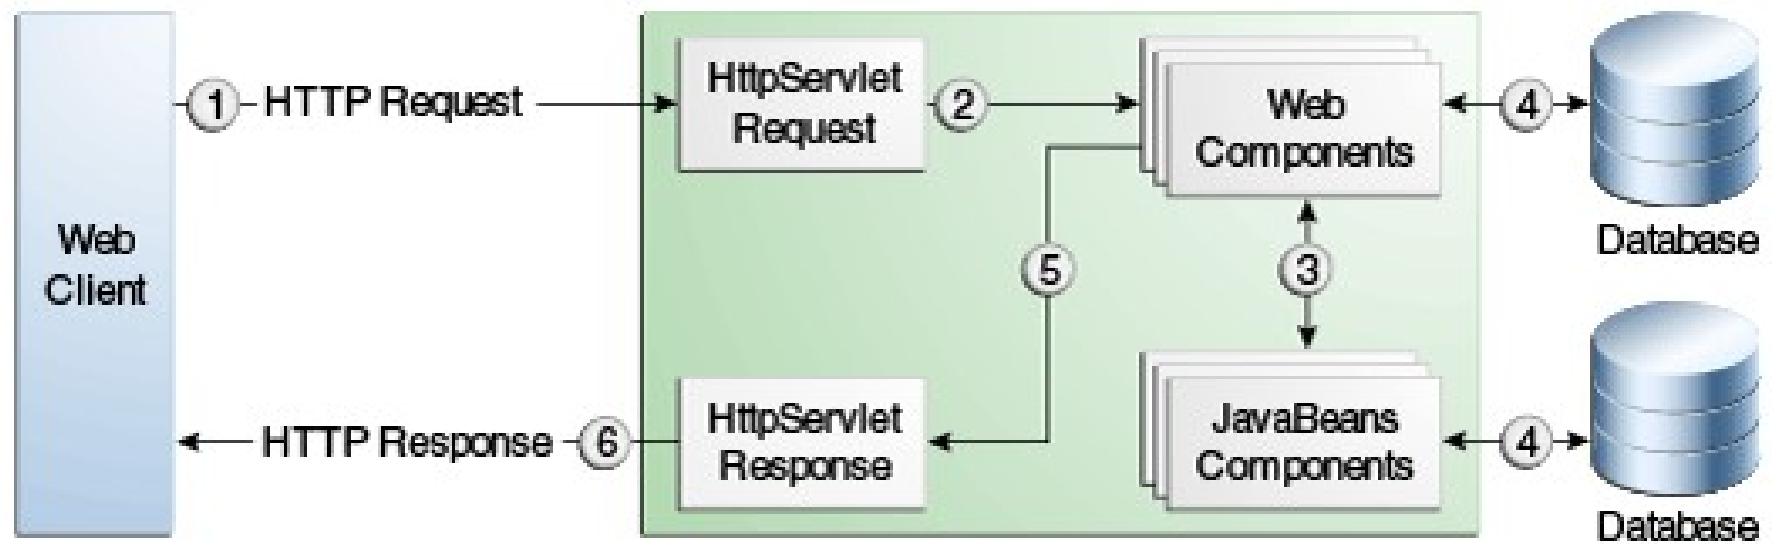 Web
Client
1
HTTP Request
HttpServlet
Request
2
Web
Components
4
Database
5
3
HTTP Response
6
HttpServlet
Response
JavaBeans
Components
4
Database